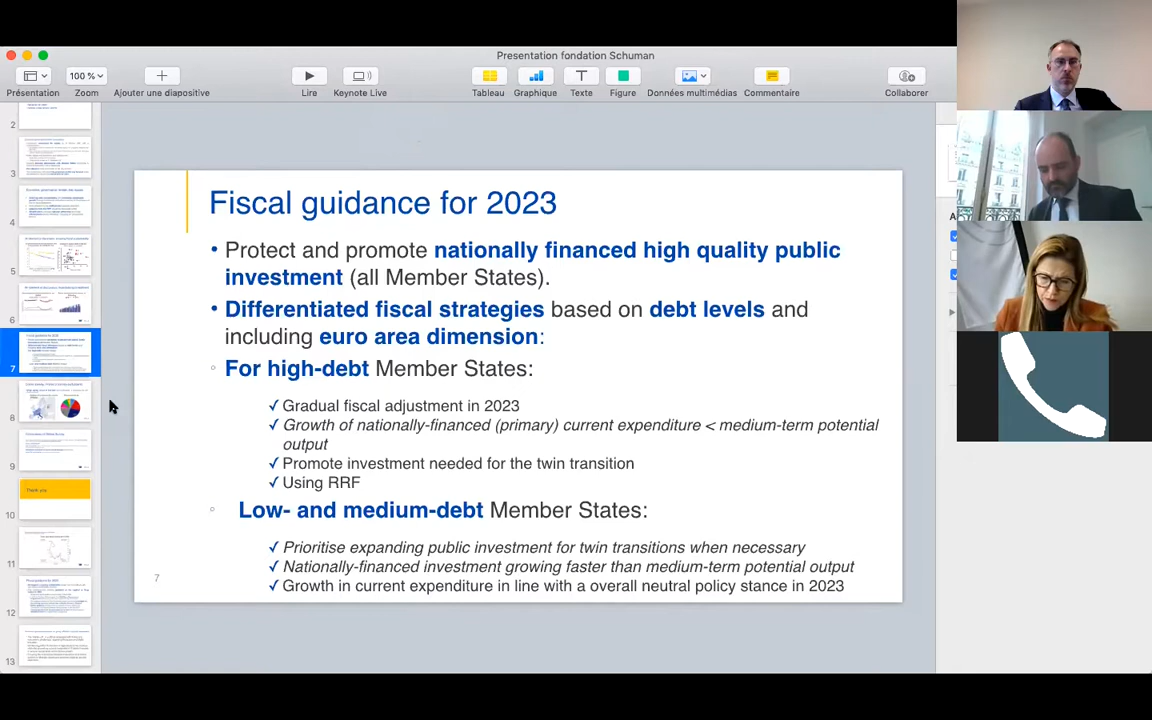 Presentation fondation Schuman
100 %
Présentation
Zoom
Ajouter une diapositive
Lire
Keynote Live
Tableau
Graphique
Texte
Figure
Données multimédias
Commentaire
Collaborer
2
3
4
5
6
7
8
9
Thank you
10
11
12
13
Fiscal guidance for 2023
• Protect and promote nationally financed high quality public
investment (all Member States).
• Differentiated fiscal strategies based on debt levels and
including euro area dimension:
◦ For high-debt Member States:
✓Gradual fiscal adjustment in 2023
✓Growth of nationally-financed (primary) current expenditure < medium-term potential
output
✓Promote investment needed for the twin transition
✓Using RRF
◦ Low- and medium-debt Member States:
✓Prioritise expanding public investment for twin transitions when necessary
✓Nationally-financed investment growing faster than medium-term potential output
✓Growth in current expenditure in line with a overall neutral policy stance in 2023
7